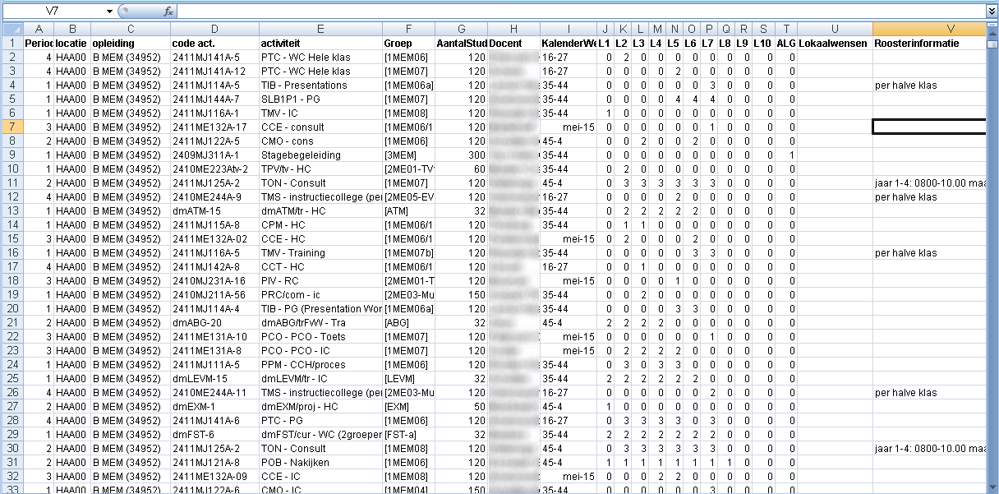 V7 fx
A B C D E F G H I J K L M N O P Q R S T U V
1 Perioc locatie opleiding code act. activiteit Groep AantalStud Docent KalenderWe L1 L2 L3 L4 L5 L6 L7 L8 L9 L10 ALG Lokaalwensen Roosterinformatie
2 4 HAA00 B MEM (34952) 2411MJ141A-5 PTC - WC Hele klas [1MEM06] 120 16-27 0 2 0 0 0 0 0 0 0 0 0
3 4 HAA00 B MEM (34952) 2411MJ141A-12 PTC - WC Hele klas [1MEM07] 120 16-27 0 0 0 0 2 0 0 0 0 0 0
4 1 HAA00 B MEM (34952) 2411MJ114A-5 TIB - Presentations [1MEM06a] 120 35-44 0 0 0 0 0 0 3 0 0 0 0 per halve klas
5 1 HAA00 B MEM (34952) 2411MJ144A-7 SLB1P1 - PG [1MEM07] 120 35-44 0 0 0 0 4 4 4 0 0 0 0
6 1 HAA00 B MEM (34952) 2411MJ116A-1 TMV - IC [1MEM08] 120 35-44 1 0 0 0 0 0 0 0 0 0 0
7 3 HAA00 B MEM (34952) 2411ME132A-17 CCE - consult [1MEM06/1 120 mei-15 0 0 0 0 0 0 1 0 0 0 0
8 2 HAA00 B MEM (34952) 2411MJ122A-5 CMO - cons [1MEM06] 120 45-4 0 0 2 0 0 2 0 0 0 0 0
9 1 HAA00 B MEM (34952) 2409MJ311A-1 Stagebegeleiding [3MEM] 300 35-44 0 0 0 0 0 0 0 0 0 0 1
10 1 HAA00 B MEM (34952) 2410ME223Atv-2 TPV/tv - HC [2ME01-TV 60 35-44 0 2 0 0 0 0 0 0 0 0 0
11 2 HAA00 B MEM (34952) 2411MJ125A-2 TON - Consult [1MEM07] 120 45-4 0 3 3 3 3 3 3 0 0 0 0 jaar 1-4: 0800-10.00 maa
12 4 HAA00 B MEM (34952) 2410ME244A-9 TMS - instructiecollege (pe [2ME05-EV 120 16-27 0 0 0 0 2 0 0 0 0 0 0 per halve klas
13 1 HAA00 B MEM (34952) dmATM-15 dmATM/tr - HC [ATM] 32 35-44 0 2 2 2 2 2 0 0 0 0 0
14 1 HAA00 B MEM (34952) 2411MJ115A-8 CPM - HC [1MEM06/1 120 35-44 0 1 1 0 0 0 0 0 0 0 0
15 3 HAA00 B MEM (34952) 2411ME132A-02 CCE - HC [1MEM06/1 120 mei-15 0 2 0 0 0 2 0 0 0 0 0
16 1 HAA00 B MEM (34952) 2411MJ116A-5 TMV - Training [1MEM07b] 120 35-44 0 0 0 0 0 3 3 0 0 0 0 per halve klas
17 4 HAA00 B MEM (34952) 2411MJ142A-8 CCT - HC [1MEM06/1 120 16-27 0 0 1 0 0 0 0 0 0 0 0
18 3 HAA00 B MEM (34952) 2410MJ231A-16 PIV - RC [2MEM01-T 120 mei-15 0 0 0 0 1 0 0 0 0 0 0
19 1 HAA00 B MEM (34952) 2410MJ211A-56 PRC/com - ic [2ME03-Mu 150 35-44 0 0 2 0 0 0 0 0 0 0 0
20 1 HAA00 B MEM (34952) 2411MJ114A-4 TIB - PG (Presentation Wor [1MEM06a] 120 35-44 0 0 0 0 3 3 0 0 0 0 0
21 2 HAA00 B MEM (34952) dmABG-20 dmABG/trFwW - Tra [ABG] 32 45-4 2 2 2 2 0 0 0 0 0 0 0
22 3 HAA00 B MEM (34952) 2411ME131A-10 PCO - PCO - Toets [1MEM07] 120 mei-15 0 0 0 0 0 0 1 0 0 0 0
23 3 HAA00 B MEM (34952) 2411ME131A-8 PCO - PCO - IC [1MEM07] 120 mei-15 0 2 2 2 2 2 0 0 0 0 0
24 1 HAA00 B MEM (34952) 2411MJ111A-5 PPM - CCH/proces [1MEM06] 120 35-44 0 3 0 3 3 0 0 0 0 0 0
25 1 HAA00 B MEM (34952) dmLEVM-15 dmLEVM/tr - IC [LEVM] 32 35-44 2 2 2 2 2 2 0 0 0 0 0
26 4 HAA00 B MEM (34952) 2410ME244A-11 TMS - instructiecollege (pe [2ME03-Mu 120 16-27 0 0 0 0 0 0 2 0 0 0 0 per halve klas
27 2 HAA00 B MEM (34952) dmEXM-1 dmEXM/proj - HC [EXM] 50 45-4 1 0 0 0 0 0 0 0 0 0 0
28 4 HAA00 B MEM (34952) 2411MJ141A-6 PTC - PG [1MEM06] 120 16-27 0 3 3 3 3 0 3 0 0 0 0
29 1 HAA00 B MEM (34952) dmFST-6 dmFST/cur - WC (2groeper [FST-a] 32 35-44 2 2 2 2 2 2 2 0 0 0 0
30 2 HAA00 B MEM (34952) 2411MJ125A-2 TON - Consult [1MEM08] 120 45-4 0 3 3 3 3 3 3 0 0 0 0 jaar 1-4: 0800-10.00 maa
31 2 HAA00 B MEM (34952) 2411MJ121A-8 POB - Nakijken [1MEM06] 120 45-4 1 1 1 1 1 1 1 1 0 0 0
32 3 HAA00 B MEM (34952) 2411ME132A-09 CCE - IC [1MEM08] 120 mei-15 0 0 0 2 2 0 0 0 0 0 0
33 1 HAA00 B MEM (34952) 2411MJ122A-6 CMO - IC [1MEM04] 150 35-44 0 0 0 0 0 0 3 0 0 0 0